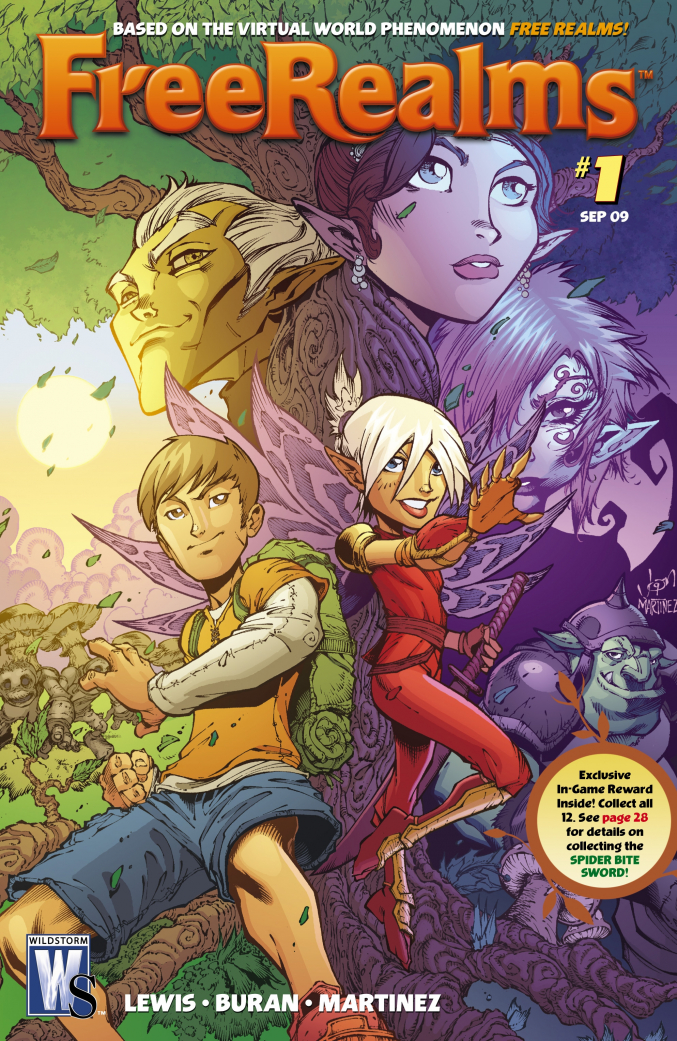 BASED ON THE VIRTUAL WORLD PHENOMENON FREE REALMS!
FreeRealms™
#1
SEP 09
MARTINEZ
Exclusive
In-Game Reward
Inside! Collect all
12. See page 28
for details on
collecting the
SPIDER BITE
SWORD!
WILDSTORM
WS™
LEWIS • BURAN • MARTINEZ